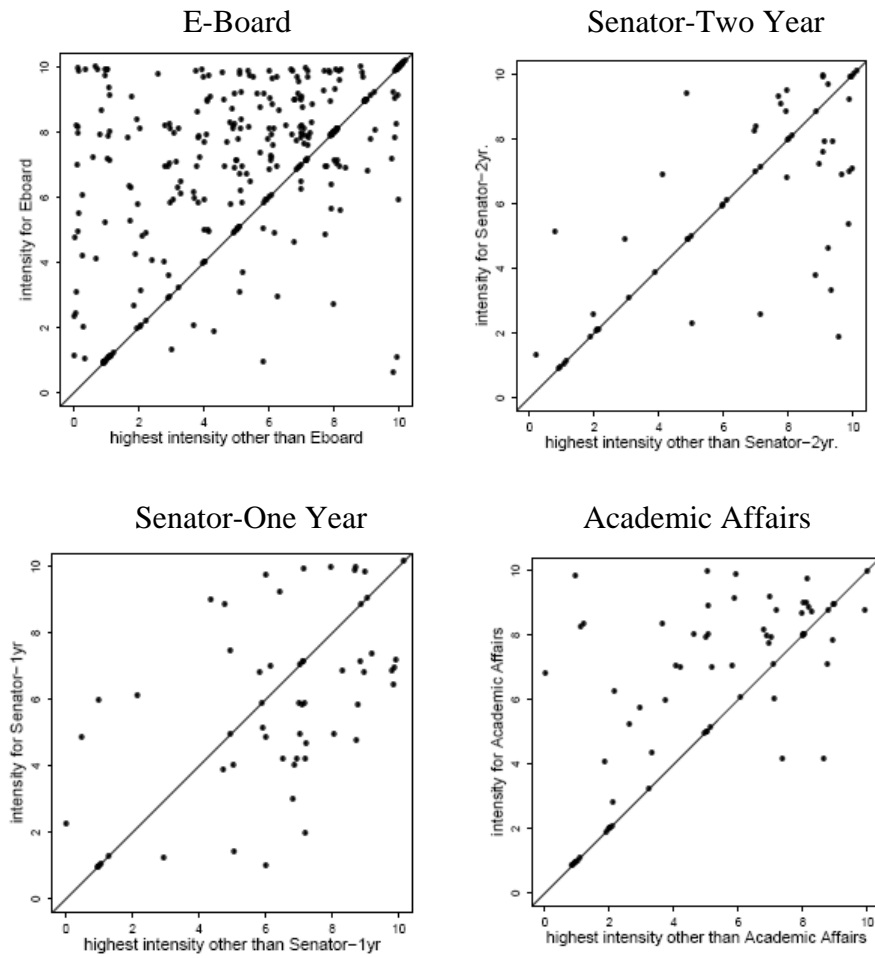 E-Board
Senator-Two Year
intensity for Eboard
0 2 4 6 8 10
0 2 4 6 8 10
highest intensity other than Eboard
intensity for Senator-2yr.
0 2 4 6 8 10
0 2 4 6 8 10
highest intensity other than Senator-2yr.
Senator-One Year
Academic Affairs
intensity for Senator-1yr
0 2 4 6 8 10
0 2 4 6 8 10
highest intensity other than Senator-1yr
intensity for Academic Affairs
0 2 4 6 8 10
0 2 4 6 8 10
highest intensity other than Academic Affairs